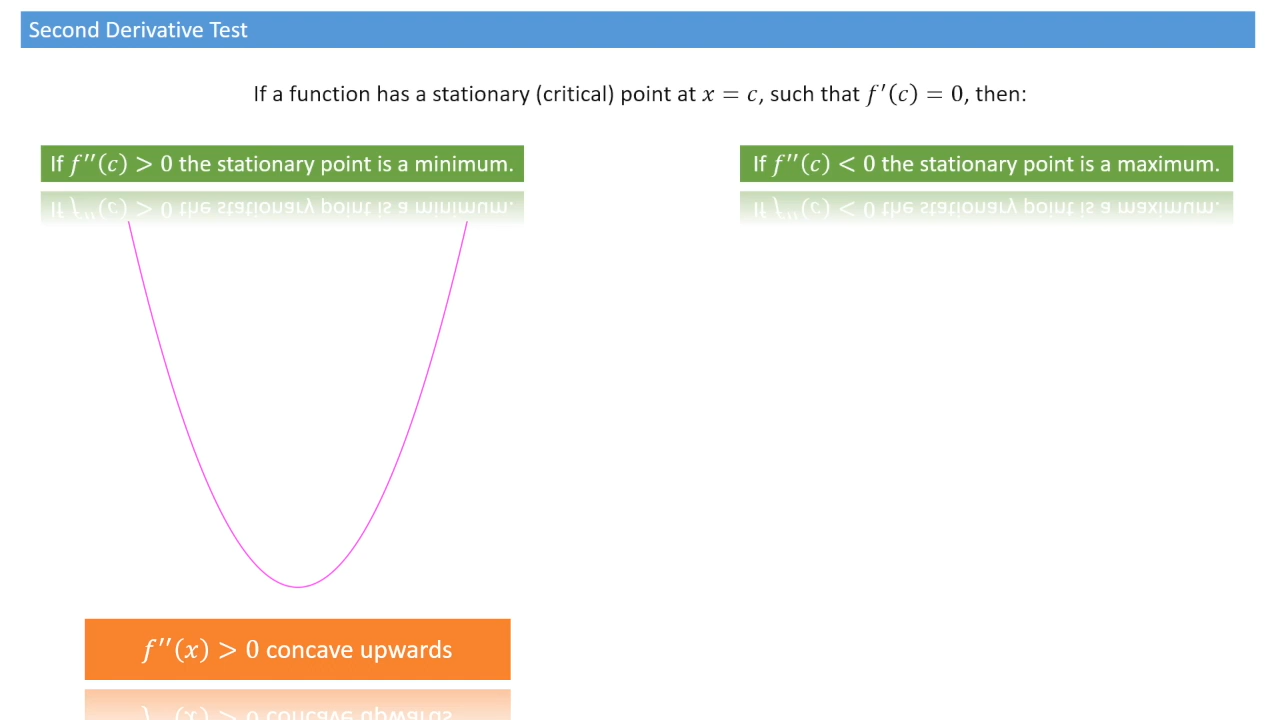 Second Derivative Test
If a function has a stationary (critical) point at x = c, such that f′(c) = 0, then:
If f′′(c) > 0 the stationary point is a minimum.
If f′′(c) < 0 the stationary point is a maximum.
f′′(x) > 0 concave upwards